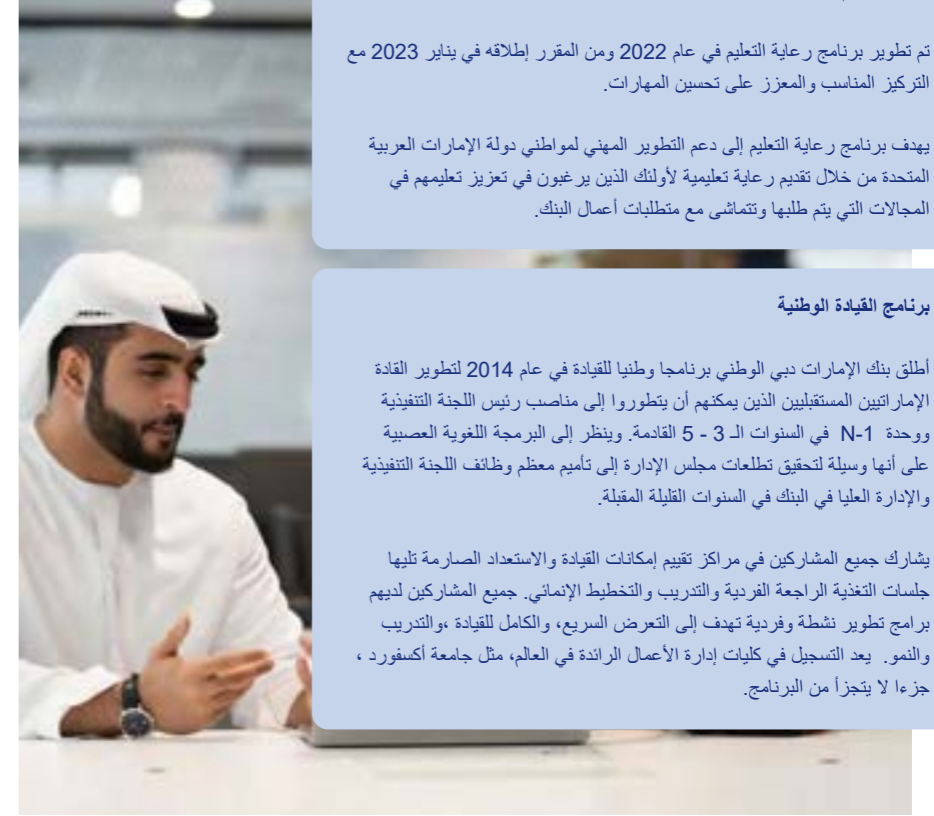 تم تطوير برنامج رعاية التعليم في عام 2022 ومن المقرر إطلاقه في يناير 2023 مع
التركيز المناسب والمعزز على تحسين المهارات.
يهدف برنامج رعاية التعليم إلى دعم التطوير المهني لمواطني دولة الإمارات العربية
المتحدة من خلال تقديم رعاية تعليمية لأولئك الذين يرغبون في تعزيز تعليمهم في
المجالات التي يتم طلبها وتتماشى مع متطلبات أعمال البنك.
برنامج القيادة الوطنية
أطلق بنك الإمارات دبي الوطني برنامجا وطنيا للقيادة في عام 2014 لتطوير القادة
الإماراتيين المستقبليين الذين يمكنهم أن يتطوروا إلى مناصب رئيس اللجنة التنفيذية
ووحدة N-1 في السنوات الـ 3 - 5 القادمة. وينظر إلى البرمجة اللغوية العصبية
على أنها وسيلة لتحقيق تطلعات مجلس الإدارة إلى تأميم معظم وظائف اللجنة التنفيذية
والإدارة العليا في البنك في السنوات القليلة المقبلة.
يشارك جميع المشاركين في مراكز تقييم إمكانات القيادة والاستعداد الصارمة تليها
جلسات التغذية الراجعة الفردية والتدريب والتخطيط الإنمائي. جميع المشاركين لديهم
برامج تطوير نشطة وفردية تهدف إلى التعرض السريع، والكامل للقيادة ،والتدريب
والنمو. يعد التسجيل في كليات إدارة الأعمال الرائدة في العالم، مثل جامعة أكسفورد ،
جزءا لا يتجزأ من البرنامج.